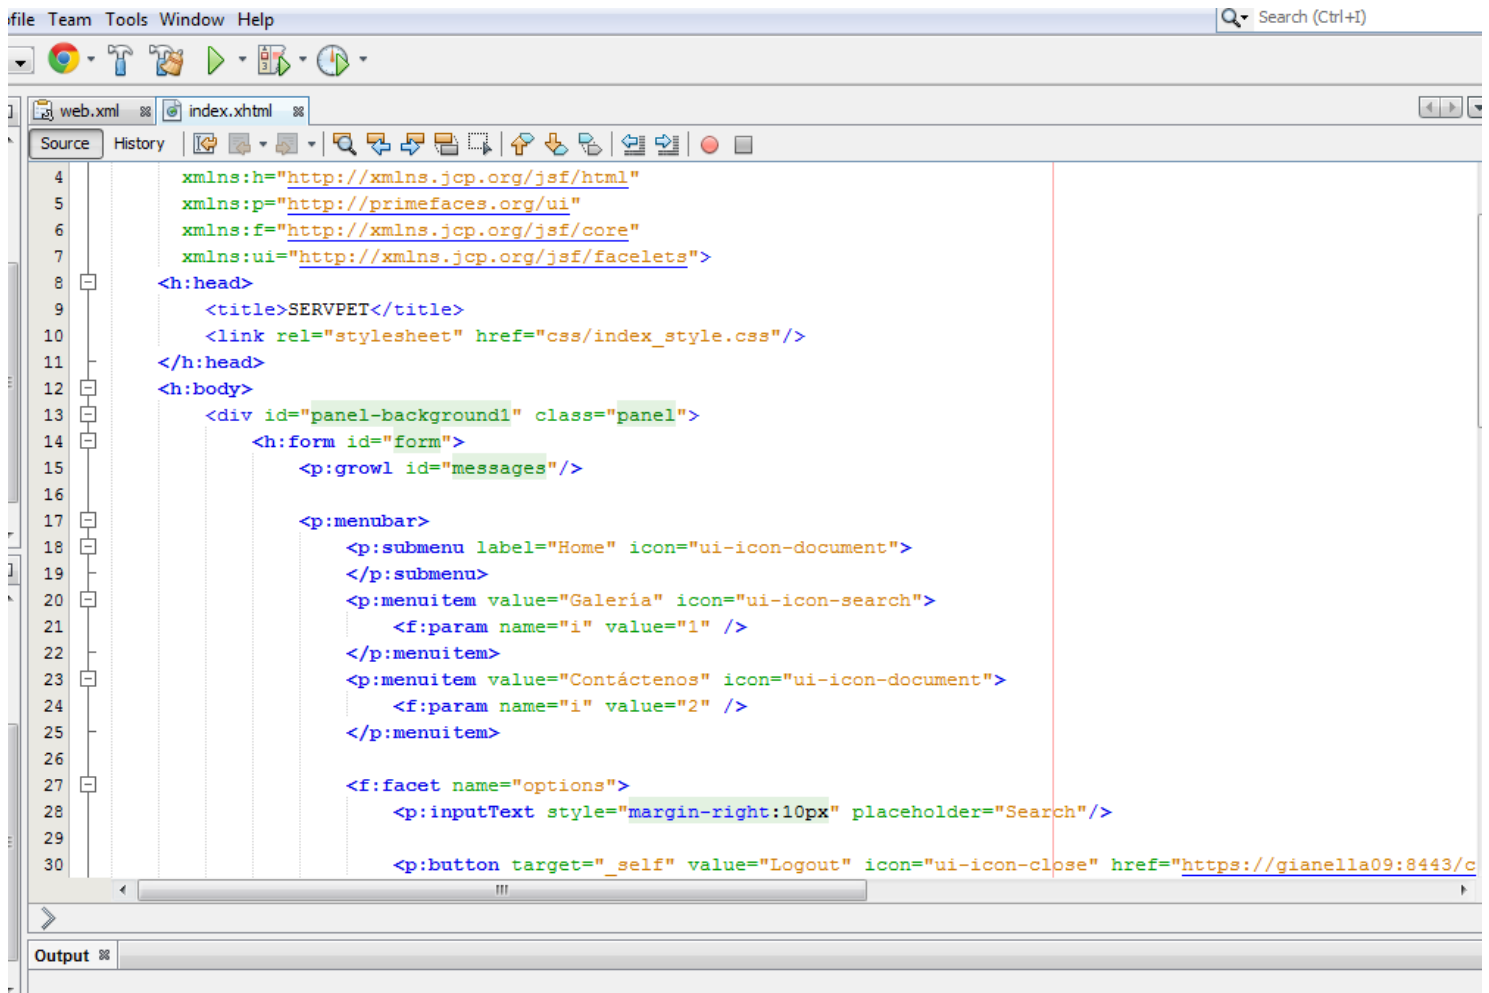 ofile Team Tools Window Help
Search (Ctrl+I)
web.xml index.xhtml
Source History
4 xmlns:h="http://xmlns.jcp.org/jsf/html"
5 xmlns:p="http://primefaces.org/ui"
6 xmlns:f="http://xmlns.jcp.org/jsf/core"
7 xmlns:ui="http://xmlns.jcp.org/jsf/facelets">
8 <h:head>
9 <title>SERVPET</title>
10 <link rel="stylesheet" href="css/index_style.css"/>
11 </h:head>
12 <h:body>
13 <div id="panel-background1" class="panel">
14 <h:form id="form">
15 <p:growl id="messages"/>
16
17 <p:menubar>
18 <p:submenu label="Home" icon="ui-icon-document">
19 </p:submenu>
20 <p:menuitem value="Galería" icon="ui-icon-search">
21 <f:param name="i" value="1" />
22 </p:menuitem>
23 <p:menuitem value="Contáctenos" icon="ui-icon-document">
24 <f:param name="i" value="2" />
25 </p:menuitem>
26
27 <f:facet name="options">
28 <p:inputText style="margin-right:10px" placeholder="Search"/>
29
30 <p:button target="_self" value="Logout" icon="ui-icon-close" href="https://gianella09:8443/c
Output